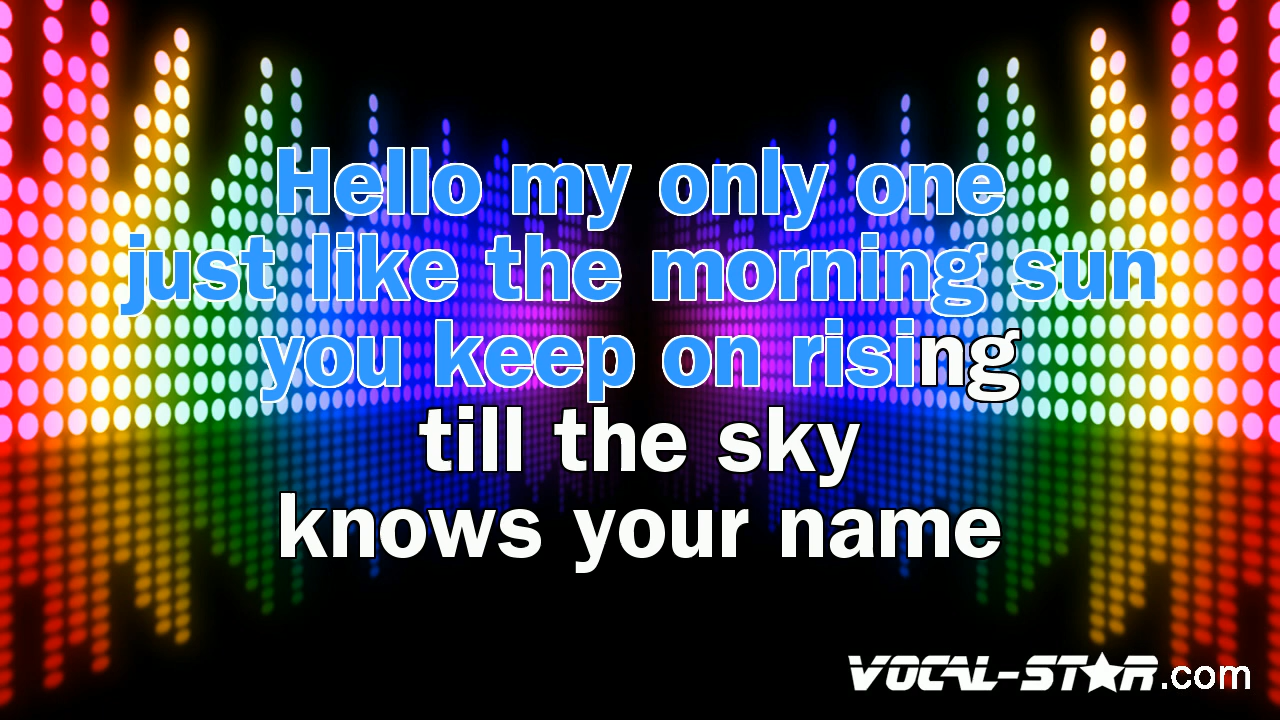 Hello my only one
just like the morning sun
you keep on rising
till the sky
knows your name
VOCAL-STAR.com